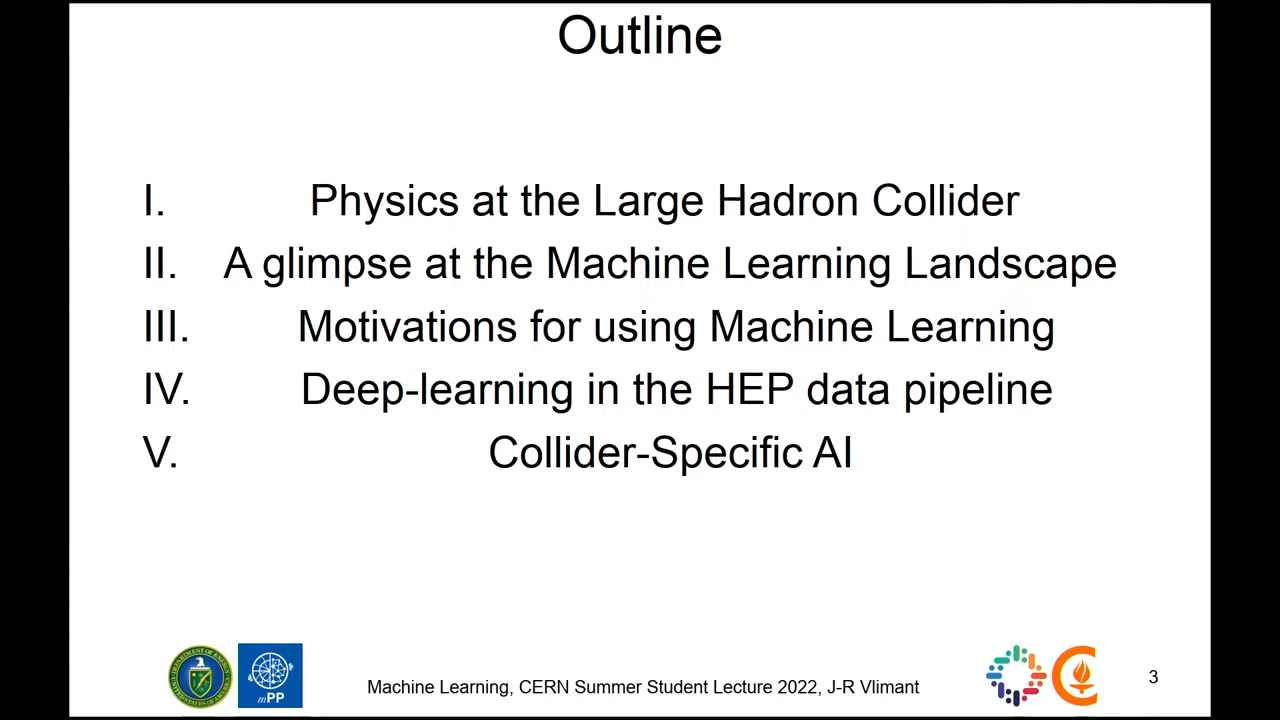 Outline
I. Physics at the Large Hadron Collider
II. A glimpse at the Machine Learning Landscape
III. Motivations for using Machine Learning
IV. Deep-learning in the HEP data pipeline
V. Collider-Specific AI
mPP
Machine Learning, CERN Summer Student Lecture 2022, J-R Vlimant
3